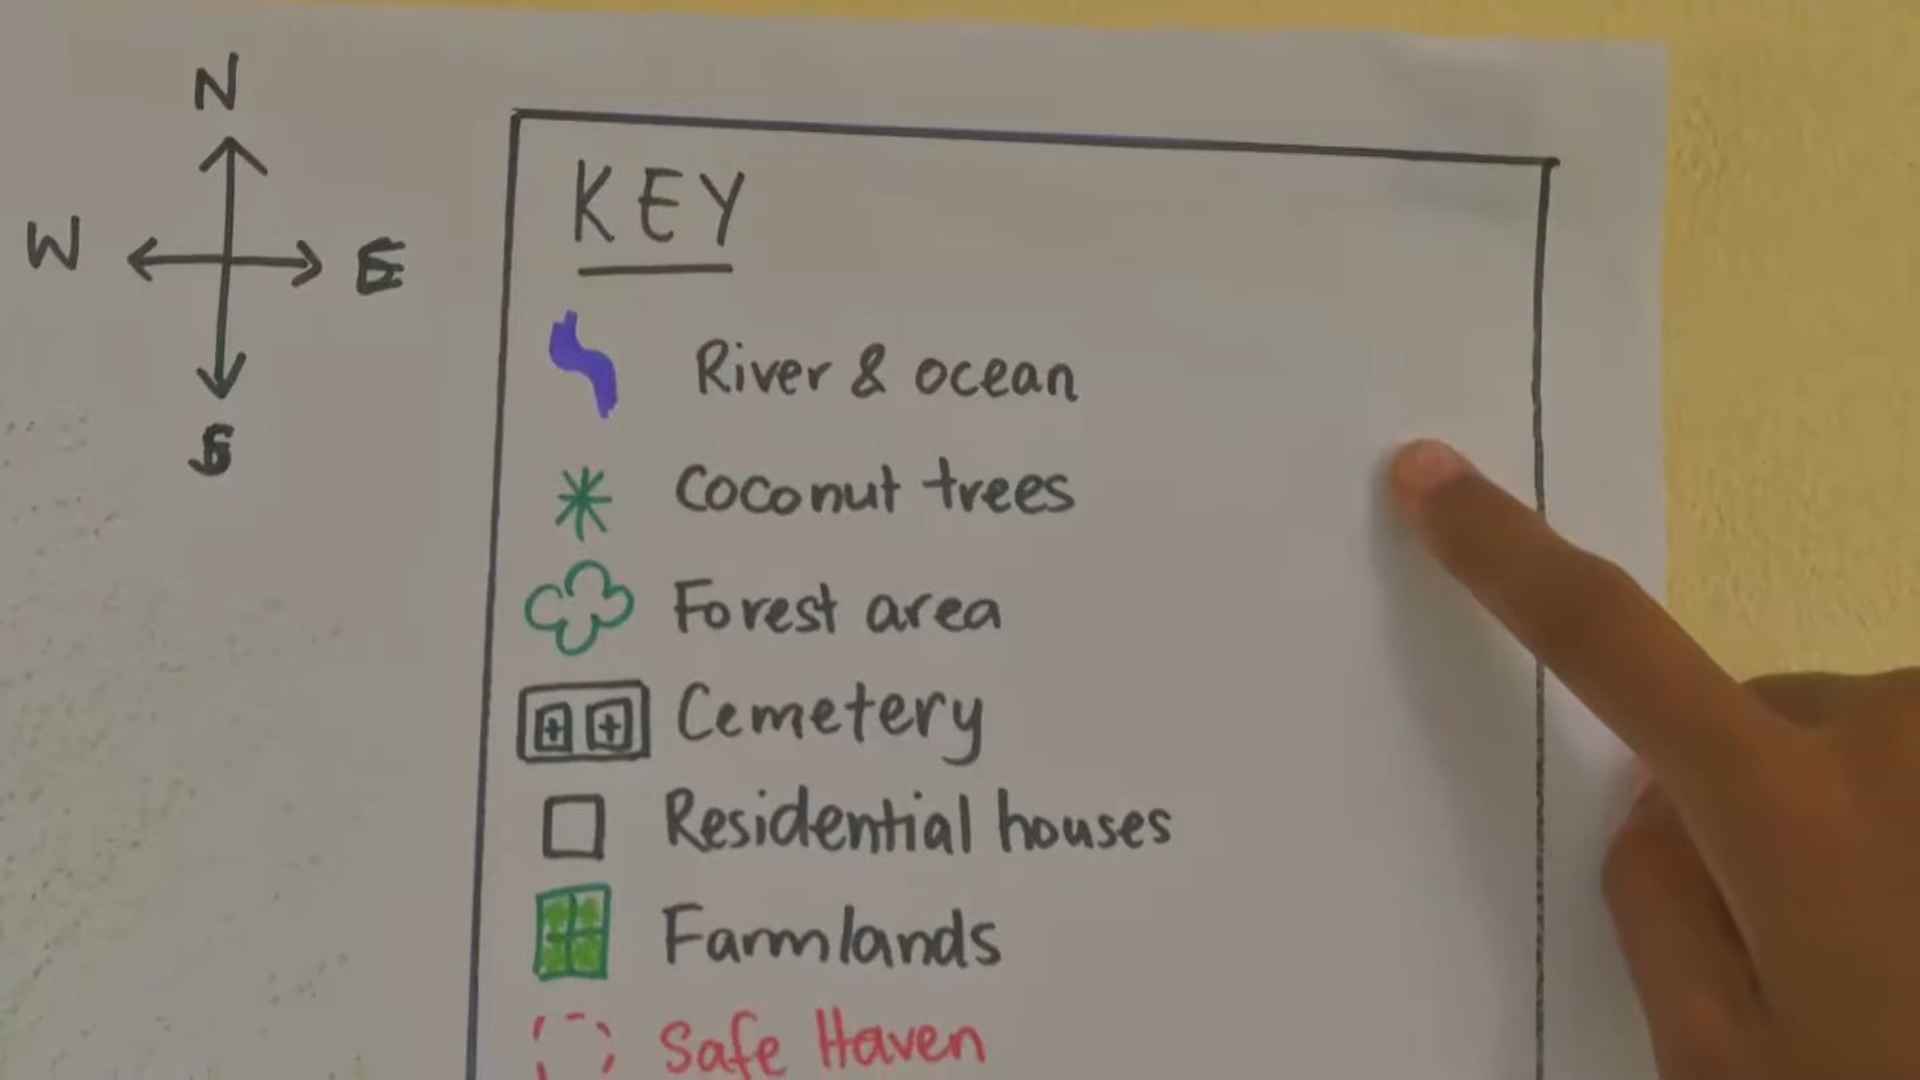 N
W E
S
KEY
River & ocean
Coconut trees
Forest area
Cemetery
Residential houses
Farmlands
Safe Haven